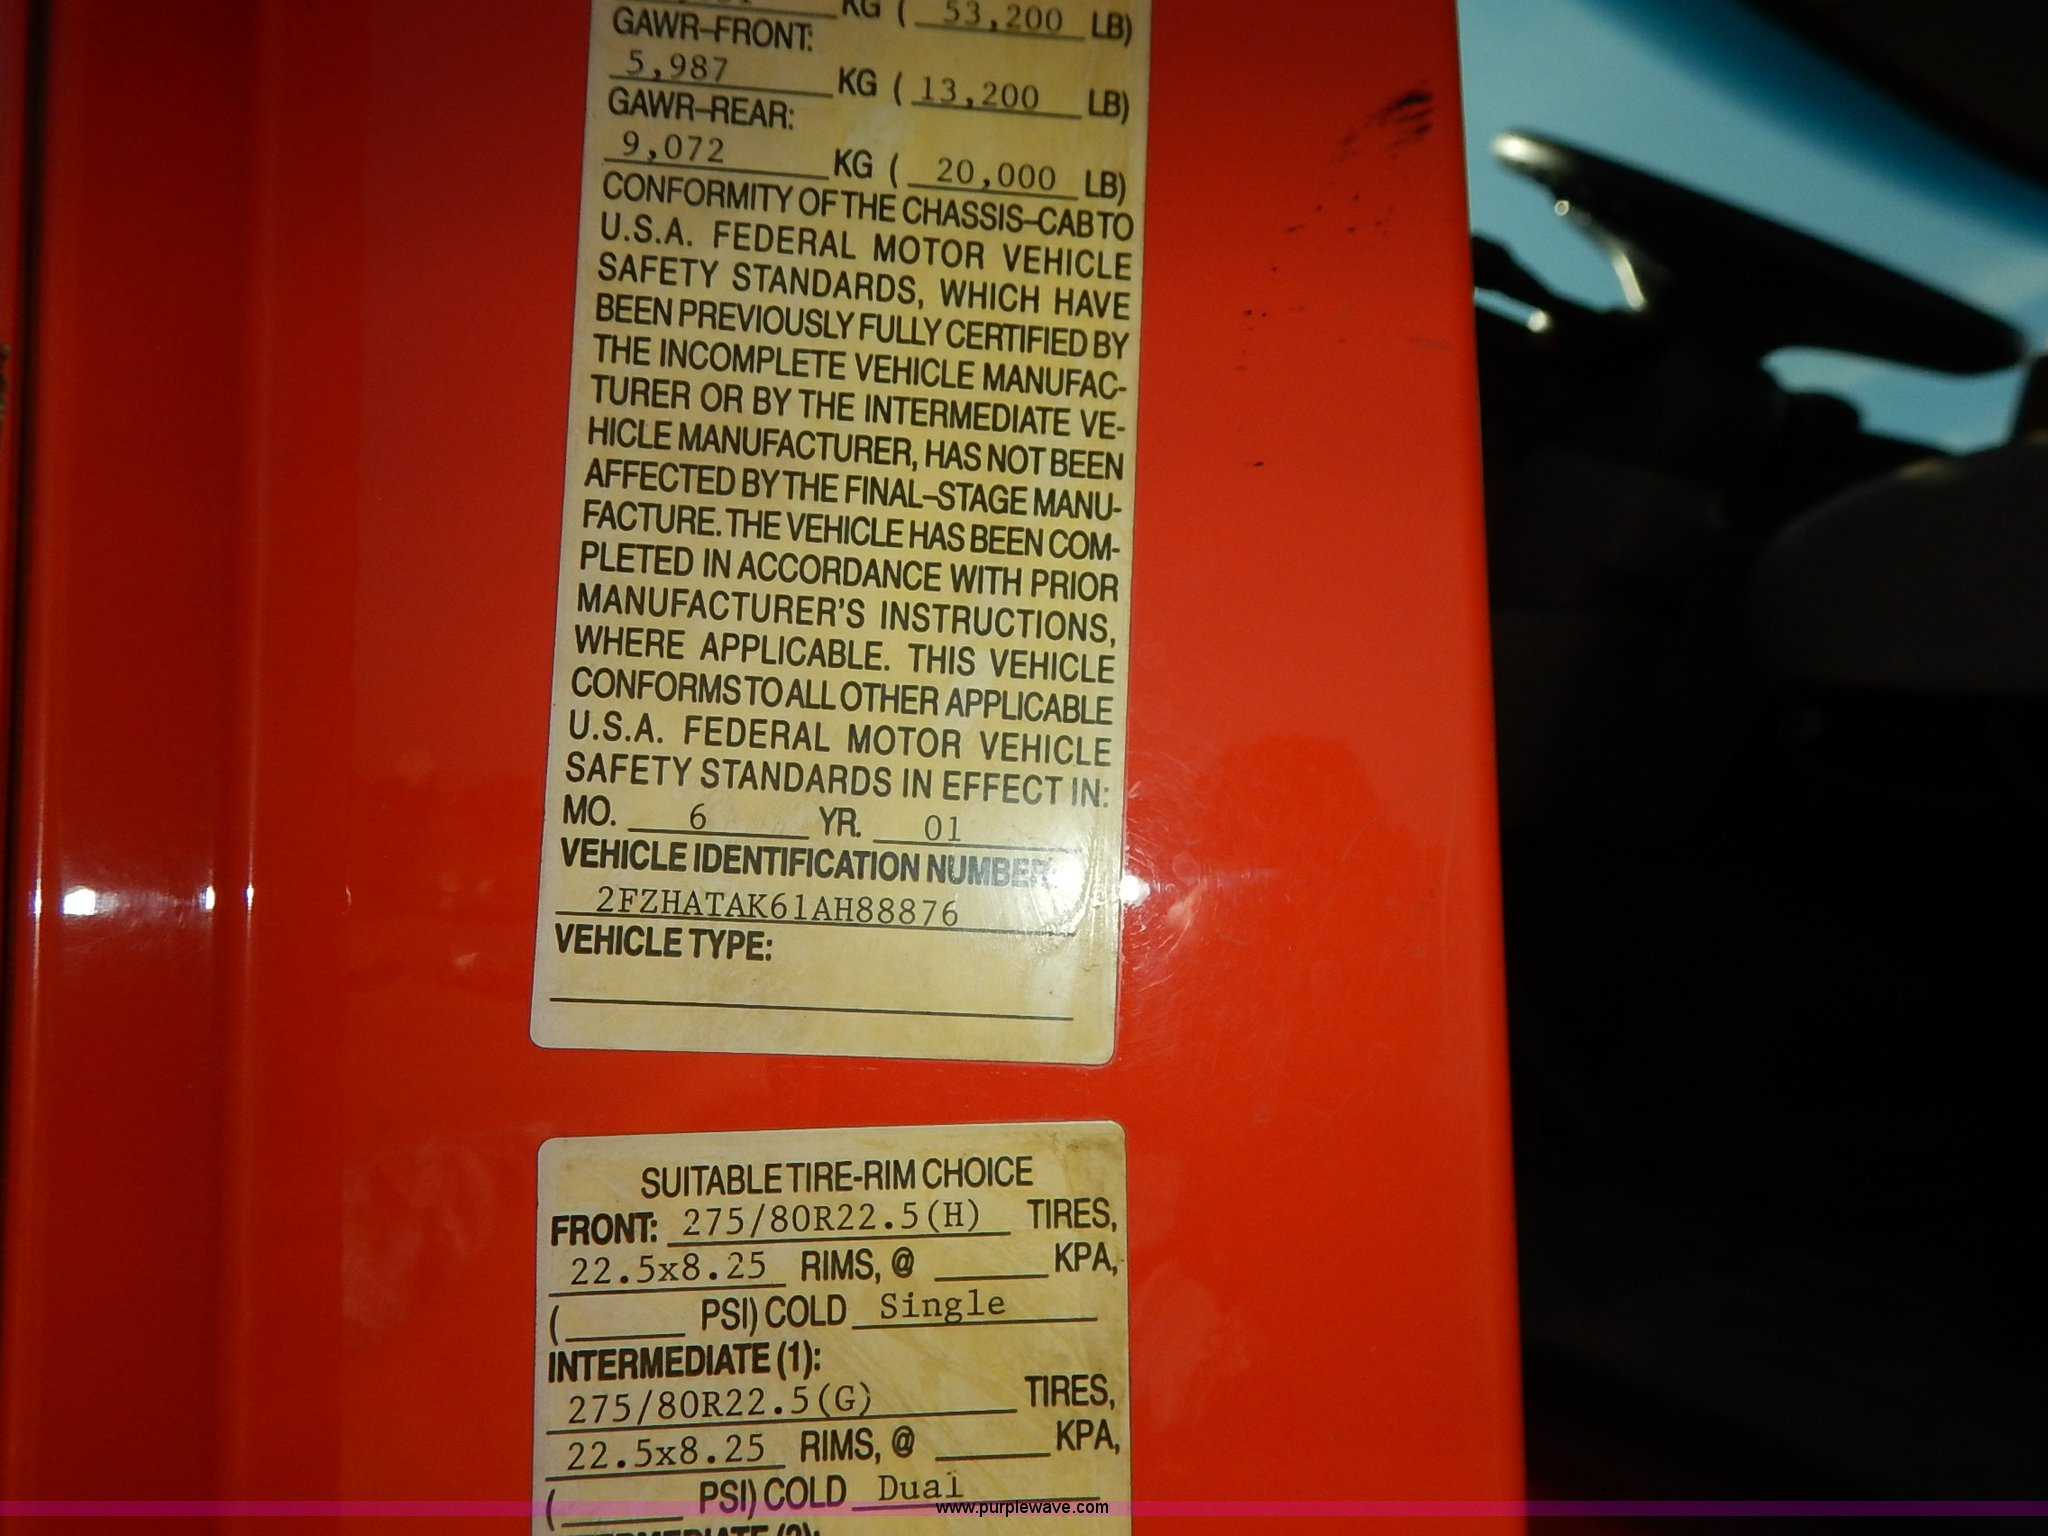 KG ( 53,200 LB)
GAWR-FRONT:
5,987 KG ( 13,200 LB)
GAWR-REAR:
9,072 KG ( 20,000 LB)
CONFORMITY OF THE CHASSIS-CAB TO
U.S.A. FEDERAL MOTOR VEHICLE
SAFETY STANDARDS, WHICH HAVE
BEEN PREVIOUSLY FULLY CERTIFIED BY
THE INCOMPLETE VEHICLE MANUFAC-
TURER OR BY THE INTERMEDIATE VE-
HICLE MANUFACTURER, HAS NOT BEEN
AFFECTED BY THE FINAL-STAGE MANU-
FACTURE. THE VEHICLE HAS BEEN COM-
PLETED IN ACCORDANCE WITH PRIOR
MANUFACTURER'S INSTRUCTIONS,
WHERE APPLICABLE. THIS VEHICLE
CONFORMS TO ALL OTHER APPLICABLE
U.S.A. FEDERAL MOTOR VEHICLE
SAFETY STANDARDS IN EFFECT IN:
MO. 6 YR. 01
VEHICLE IDENTIFICATION NUMBER:
2FZHATAK61AH88876
VEHICLE TYPE:
SUITABLE TIRE-RIM CHOICE
FRONT: 275/80R22.5(H) TIRES,
22.5x8.25 RIMS, @ KPA,
( PSI) COLD Single
INTERMEDIATE (1):
275/80R22.5(G) TIRES,
22.5x8.25 RIMS, @ KPA,
( PSI) COLD Dual
www.purplewave.com
INTERMEDIATE (2):